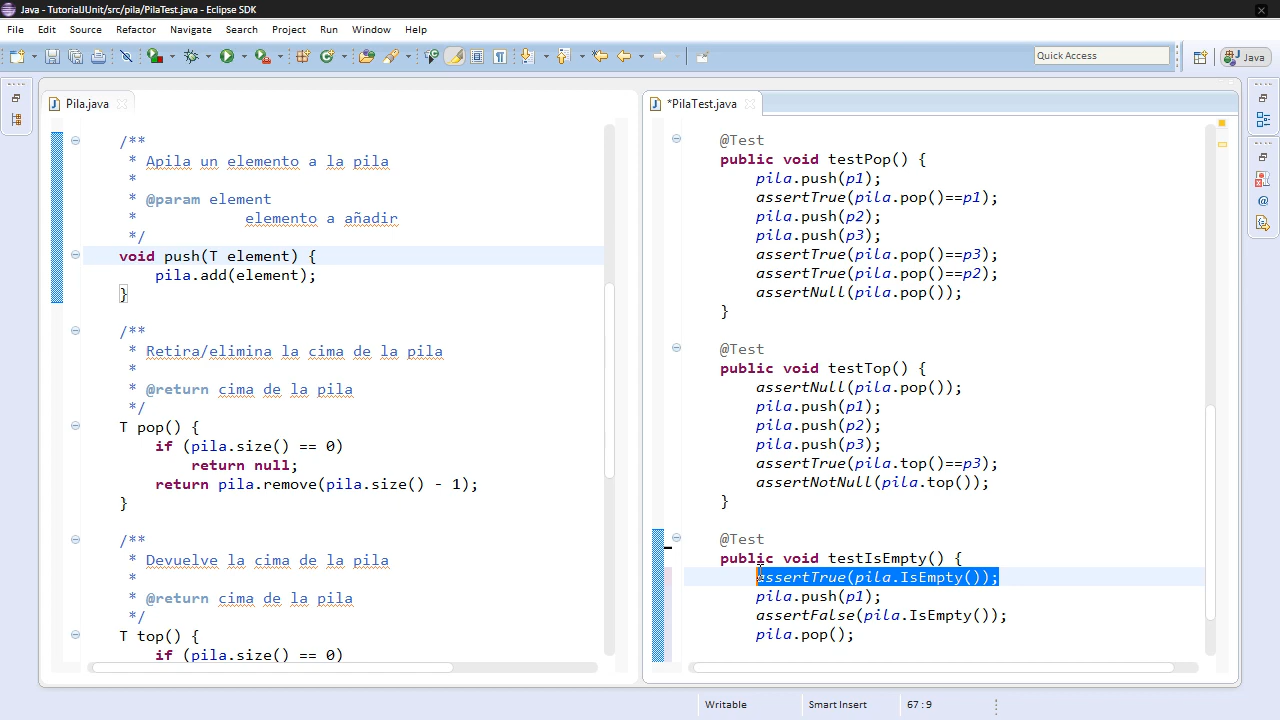 Java - TutorialJUnit/src/pila/PilaTest.java - Eclipse SDK
File Edit Source Refactor Navigate Search Project Run Window Help
Quick Access
Java
Pila.java
/**
* Apila un elemento a la pila
*
* @param element
* elemento a añadir
*/
void push(T element) {
pila.add(element);
}
/**
* Retira/elimina la cima de la pila
*
* @return cima de la pila
*/
T pop() {
if (pila.size() == 0)
return null;
return pila.remove(pila.size() - 1);
}
/**
* Devuelve la cima de la pila
*
* @return cima de la pila
*/
T top() {
if (pila.size() == 0)
*PilaTest.java
@Test
public void testPop() {
pila.push(p1);
assertTrue(pila.pop()==p1);
pila.push(p2);
pila.push(p3);
assertTrue(pila.pop()==p3);
assertTrue(pila.pop()==p2);
assertNull(pila.pop());
}
@Test
public void testTop() {
assertNull(pila.pop());
pila.push(p1);
pila.push(p2);
pila.push(p3);
assertTrue(pila.top()==p3);
assertNotNull(pila.top());
}
@Test
public void testIsEmpty() {
assertTrue(pila.IsEmpty());
pila.push(p1);
assertFalse(pila.IsEmpty());
pila.pop();
Writable Smart Insert 67 : 9